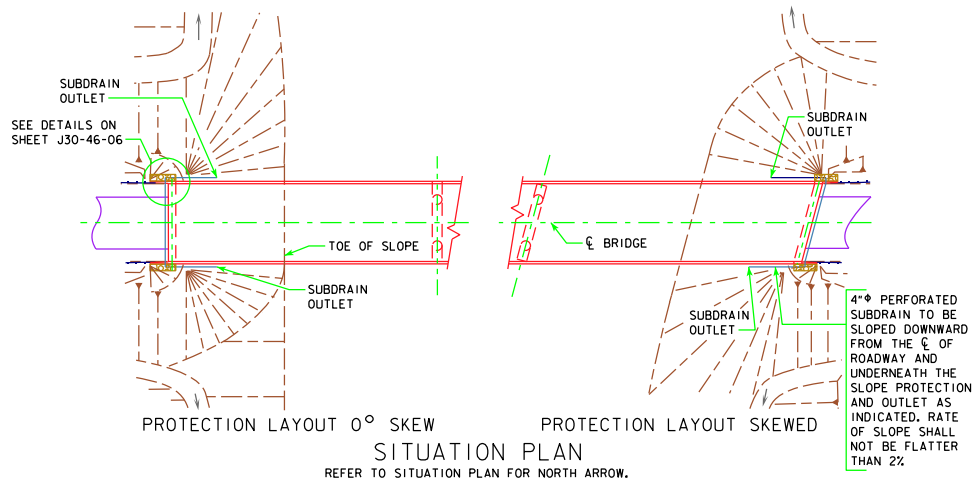 SUBDRAIN
OUTLET
SEE DETAILS ON
SHEET J30-46-06
TOE OF SLOPE
SUBDRAIN
OUTLET
SUBDRAIN
OUTLET
℄ BRIDGE
SUBDRAIN
OUTLET
4"Φ PERFORATED
SUBDRAIN TO BE
SLOPED DOWNWARD
FROM THE ℄ OF
ROADWAY AND
UNDERNEATH THE
SLOPE PROTECTION
AND OUTLET AS
INDICATED. RATE
OF SLOPE SHALL
NOT BE FLATTER
THAN 2%
PROTECTION LAYOUT 0° SKEW
PROTECTION LAYOUT SKEWED
SITUATION PLAN
REFER TO SITUATION PLAN FOR NORTH ARROW.